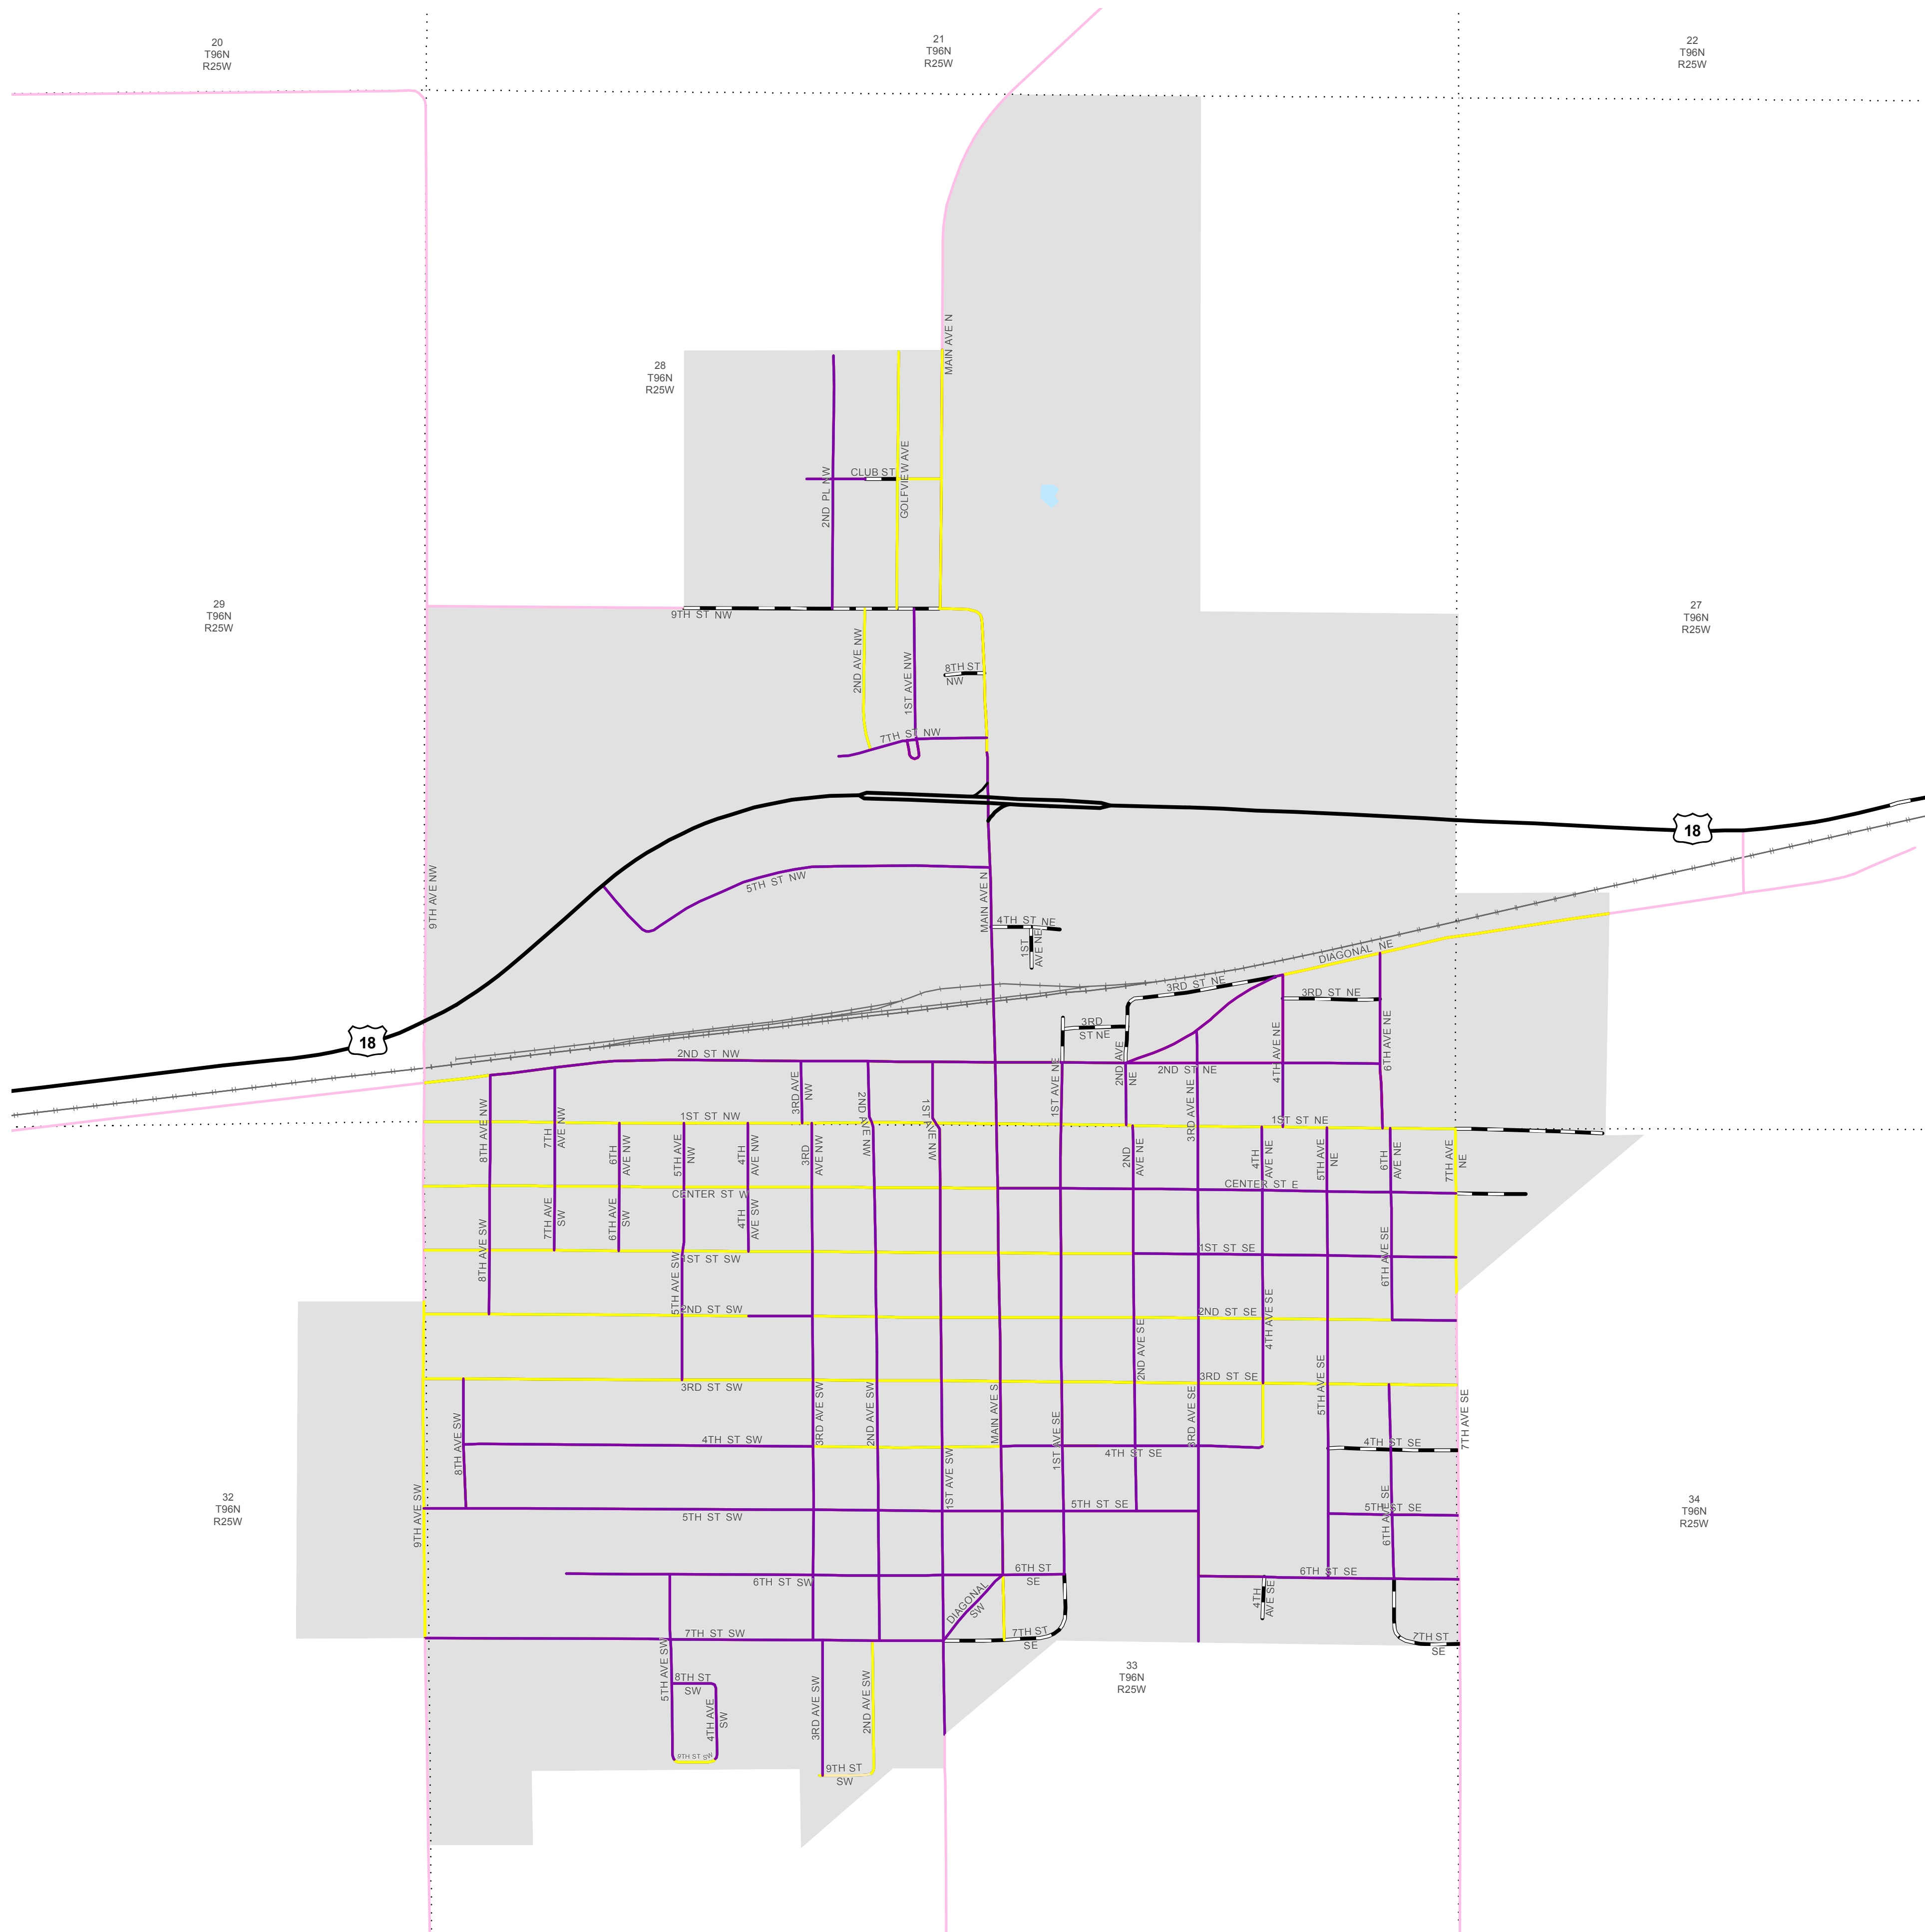 20
T96N
R25W
21
T96N
R25W
22
T96N
R25W
MAIN AVE N
28
T96N
R25W
CLUB ST
2ND PL NW
GOLFVIEW AVE
29
T96N
R25W
27
T96N
R25W
9TH ST NW
2ND AVE NW
1ST AVE NW
8TH ST
NW
7TH ST NW
18
5TH ST NW
9TH AVE NW
MAIN AVE N
4TH ST NE
1ST
AVE NE
DIAGONAL NE
3RD ST NE
3RD ST NE
3RD
ST NE
18
2ND ST NW
2ND AVE
NE
2ND ST NE
4TH AVE NE
6TH AVE NE
3RD AVE
NW
2ND AVE NW
1ST AVE NW
1ST AVE NE
3RD AVE NE
1ST ST NW
1ST ST NE
8TH AVE NW
7TH
AVE NW
6TH
AVE NW
5TH AVE
NW
4TH
AVE NW
3RD
AVE NW
2ND
AVE NE
4TH
AVE NE
5TH AVE
NE
6TH
AVE NE
7TH AVE
NE
CENTER ST W
CENTER ST E
8TH AVE SW
7TH AVE
SW
6TH AVE
SW
4TH
AVE SW
5TH AVE SW
1ST ST SW
1ST ST SE
6TH AVE SE
2ND ST SW
2ND ST SE
4TH AVE SE
2ND AVE SE
3RD ST SW
3RD ST SE
5TH AVE SE
7TH AVE SE
8TH AVE SW
4TH ST SW
3RD AVE SW
2ND AVE SW
MAIN AVE S
1ST AVE SE
3RD AVE SE
4TH ST SE
4TH ST SE
32
T96N
R25W
9TH AVE SW
1ST AVE SW
5TH ST SW
5TH ST SE
5TH ST SE
6TH AVE SE
34
T96N
R25W
6TH ST SW
6TH ST
SE
6TH ST SE
DIAGONAL
SW
4TH
AVE SE
7TH ST SW
7TH ST
SE
7TH ST
SE
33
T96N
R25W
5TH AVE SW
8TH ST
SW
4TH AVE
SW
3RD AVE SW
2ND AVE SW
9TH ST SW
9TH ST
SW